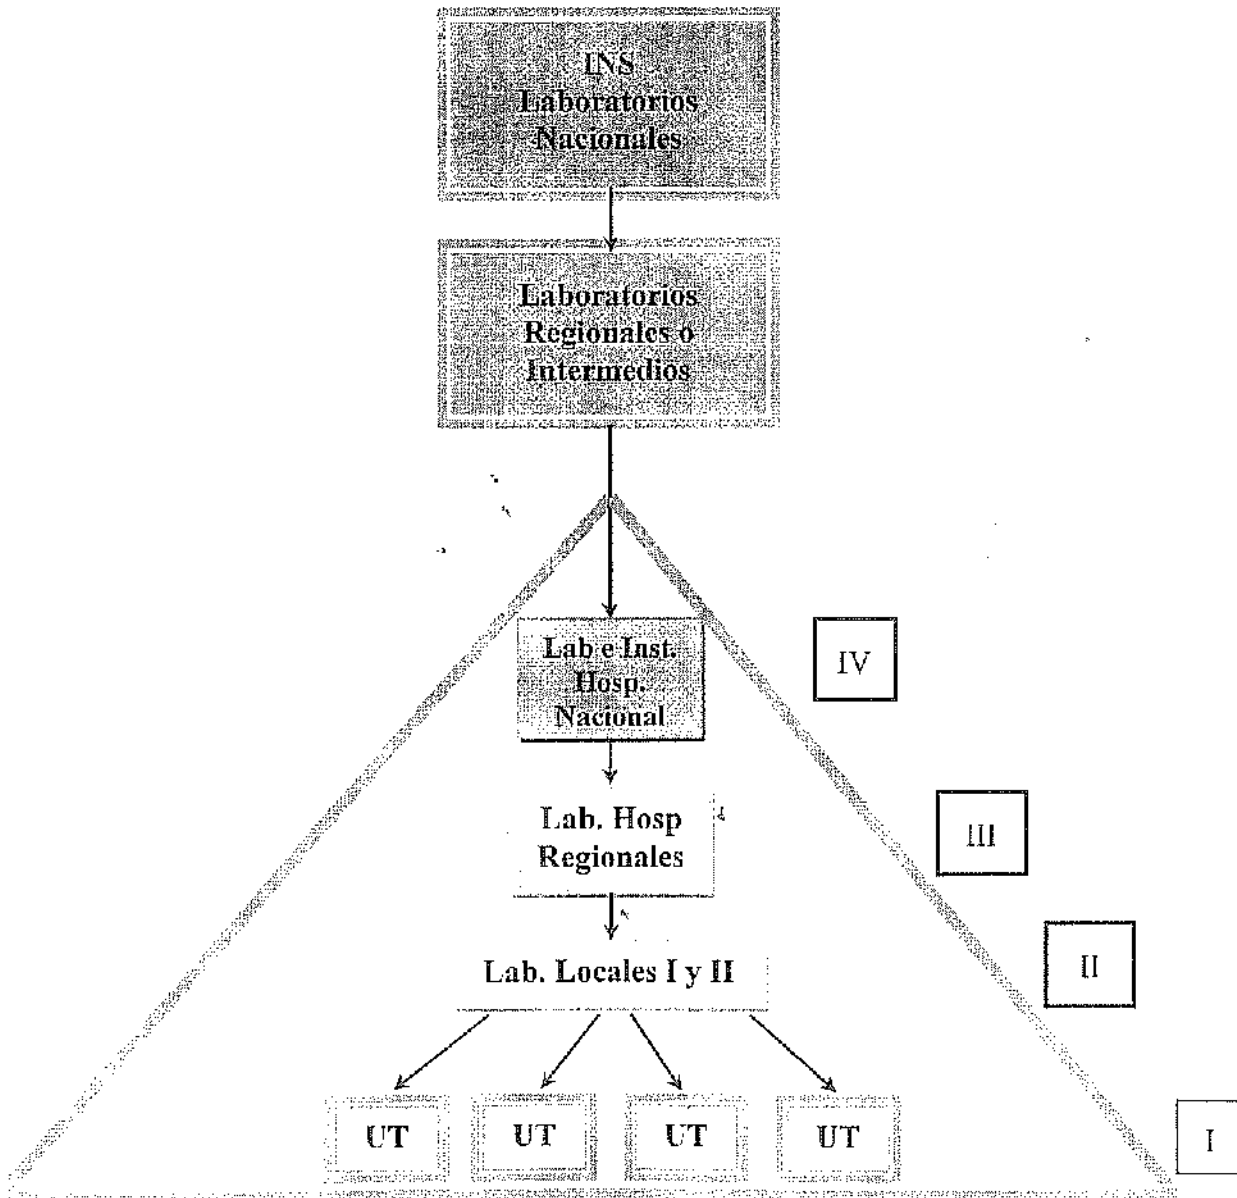 INS
Laboratorios
Nacionales
Laboratorios
Regionales o
Intermedios
Lab e Inst.
Hosp.
Nacional
IV
Lab. Hosp
Regionales
III
Lab. Locales I y II
II
UT
UT
UT
UT
I